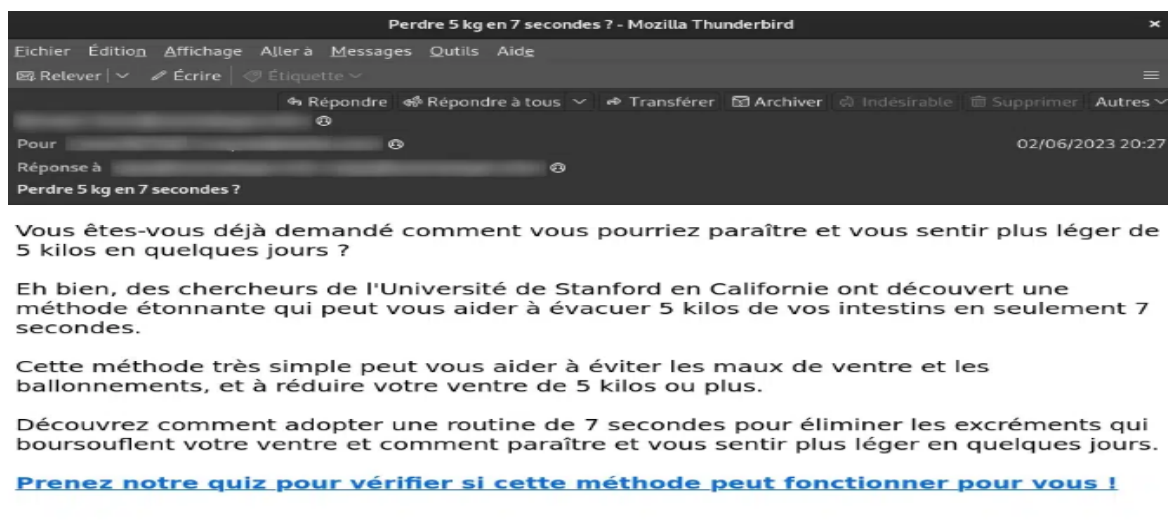 Perdre 5 kg en 7 secondes ? - Mozilla Thunderbird ×
Eichier Édition Affichage Aller à Messages Outils Aide
Relever Écrire Étiquette
Répondre Répondre à tous Transférer Archiver Indésirable Supprimer Autres
Pour 02/06/2023 20:27
Réponse à
Perdre 5 kg en 7 secondes ?
Vous êtes-vous déjà demandé comment vous pourriez paraître et vous sentir plus léger de
5 kilos en quelques jours ?
Eh bien, des chercheurs de l'Université de Stanford en Californie ont découvert une
méthode étonnante qui peut vous aider à évacuer 5 kilos de vos intestins en seulement 7
secondes.
Cette méthode très simple peut vous aider à éviter les maux de ventre et les
ballonnements, et à réduire votre ventre de 5 kilos ou plus.
Découvrez comment adopter une routine de 7 secondes pour éliminer les excréments qui
boursouflent votre ventre et comment paraître et vous sentir plus léger en quelques jours.
Prenez notre quiz pour vérifier si cette méthode peut fonctionner pour vous !